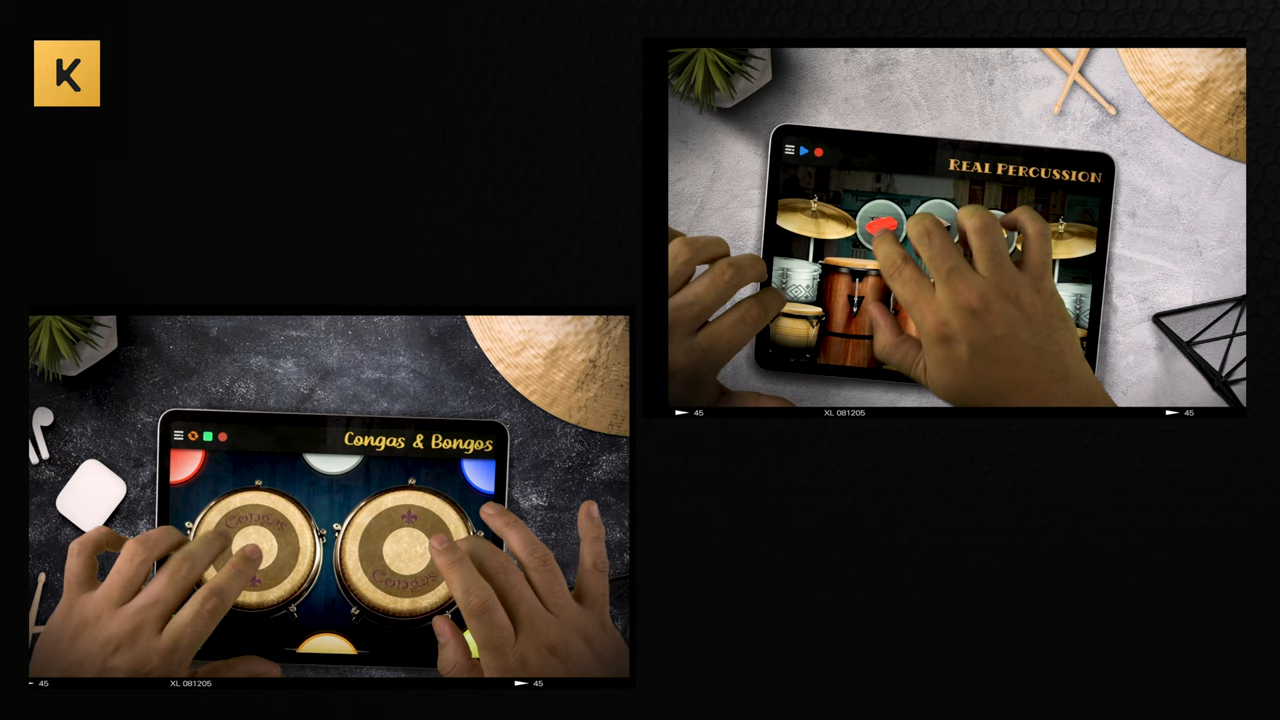 K
REAL PERCUSSION
45
XL 081205
45
Congas & Bongos
Congas
Congas
45
XL 081205
45